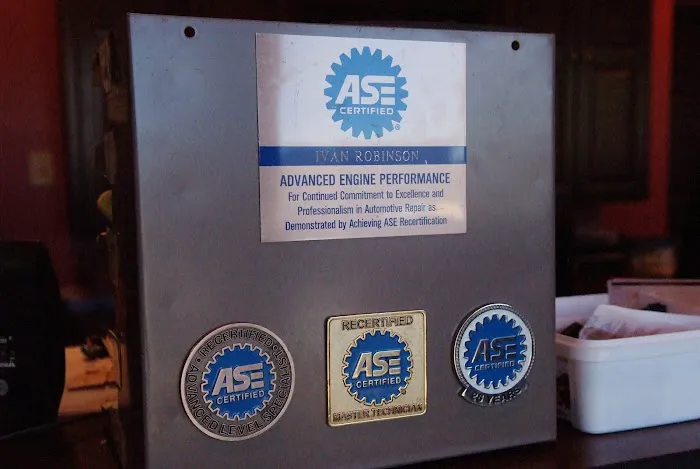 ASE
CERTIFIED
®
IVAN ROBINSON
ADVANCED ENGINE PERFORMANCE
For Continued Commitment to Excellence and
Professionalism in Automotive Repair as
Demonstrated by Achieving ASE Recertification
RECERTIFIED
ADVANCED LEVEL SPECIALIST
ASE
CERTIFIED
RECERTIFIED
ASE
CERTIFIED
MASTER TECHNICIAN
ASE
CERTIFIED
20 YEARS